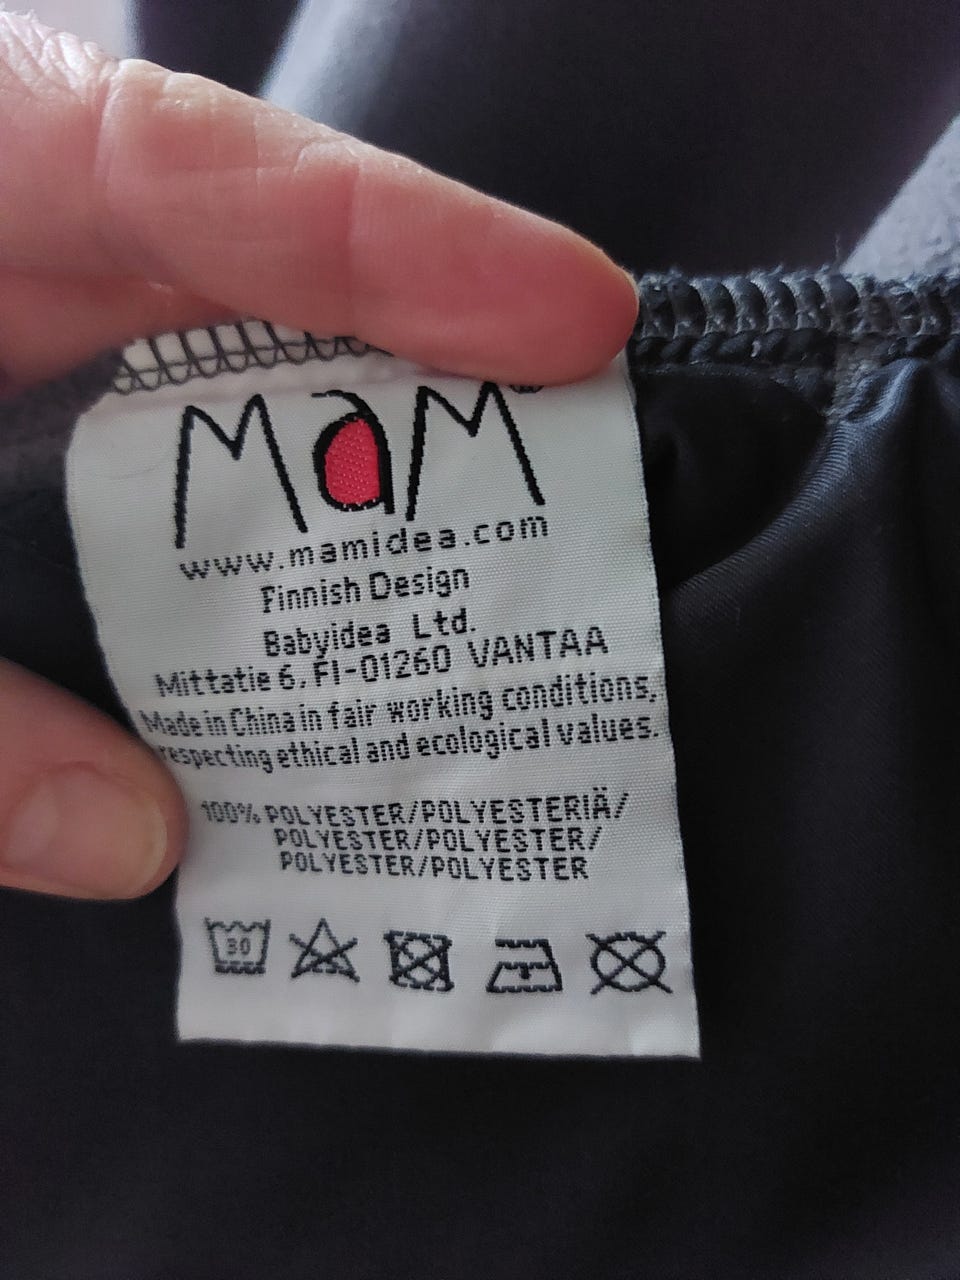 MaM®
www.mamidea.com
Finnish Design
Babyidea Ltd.
Mittatie 6, FI-01260 VANTAA
Made in China in fair working conditions,
respecting ethical and ecological values.
100% POLYESTER/POLYESTERIÄ/
POLYESTER/POLYESTER/
POLYESTER/POLYESTER
30